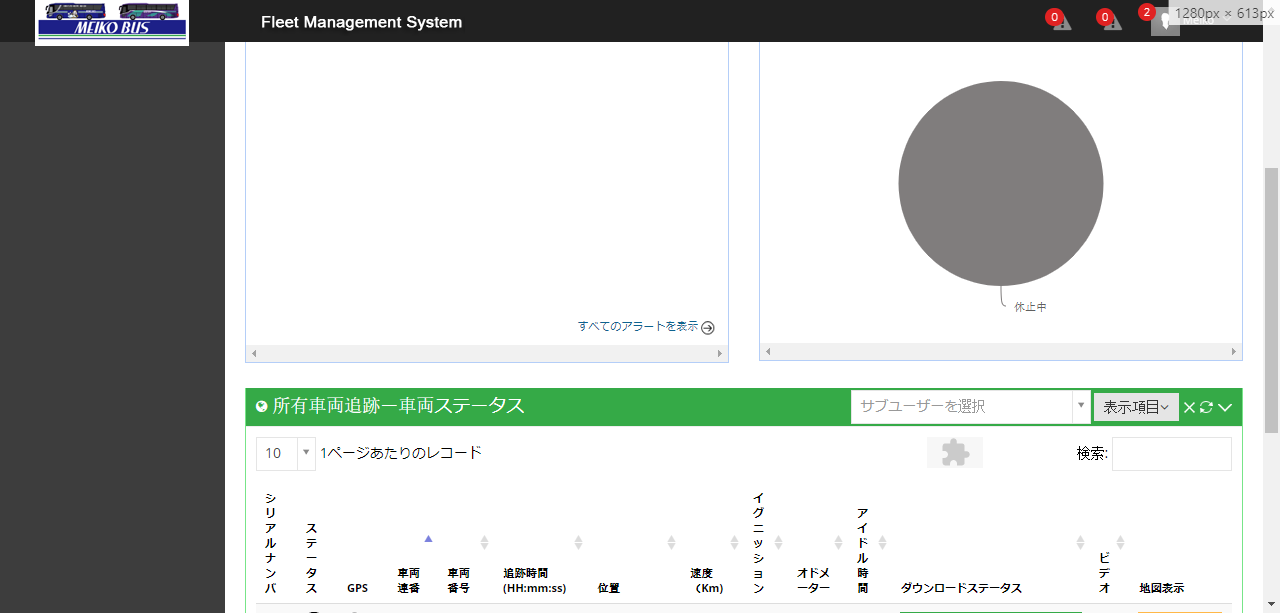 MEIKO BUS
Fleet Management System
0
0
2
1280px × 613px
すべてのアラートを表示
休止中
所有車両追跡ー車両ステータス
サブユーザーを選択
表示項目
10
1ページあたりのレコード
検索:
シリアルナンバ
ステータス
GPS
車両連番
車両番号
追跡時間
(HH:mm:ss)
位置
速度
(Km)
イグニッション
オドメーター
アイドル時間
ダウンロードステータス
ビデオ
地図表示